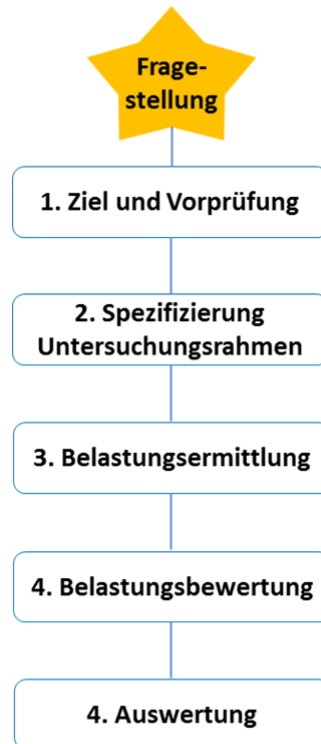 Frage-
stellung
1. Ziel und Vorprüfung
2. Spezifizierung
Untersuchungsrahmen
3. Belastungsermittlung
4. Belastungsbewertung
4. Auswertung